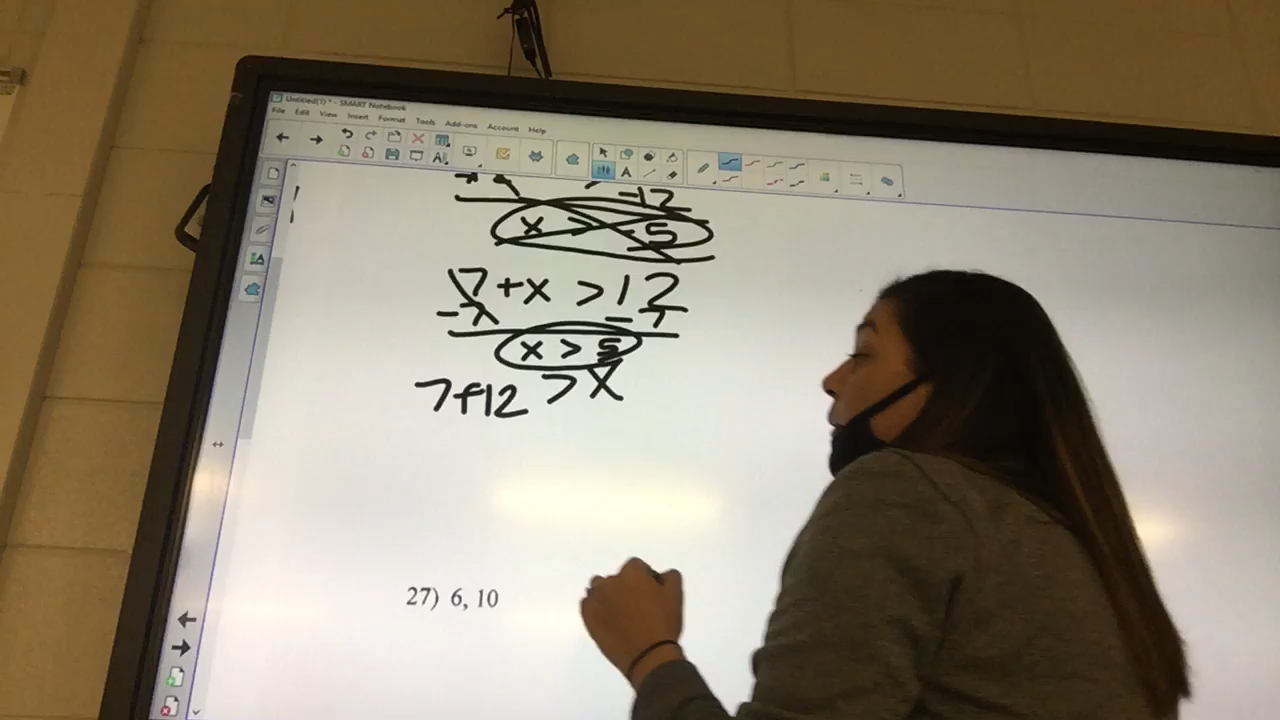 Untitled(1) * - SMART Notebook
File Edit View Insert Format Tools Add-ons Account Help
-12
x > -5
7 + x > 12
-7 -7
x > 5
7+12 > x
27) 6, 10